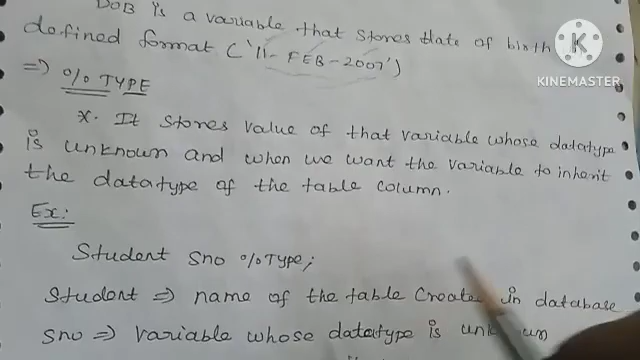 DOB is a variable that stores date of birth
defined format ('11-FEB-2007')
⇒ % TYPE
*. It stores value of that variable whose datatype
is unknown and when we want the variable to inherit
the datatype of the table column.
Ex:
Student sno %Type;
Student ⇒ name of the table Create in database
sno ⇒ variable whose datatype is unknown
K
KINEMASTER